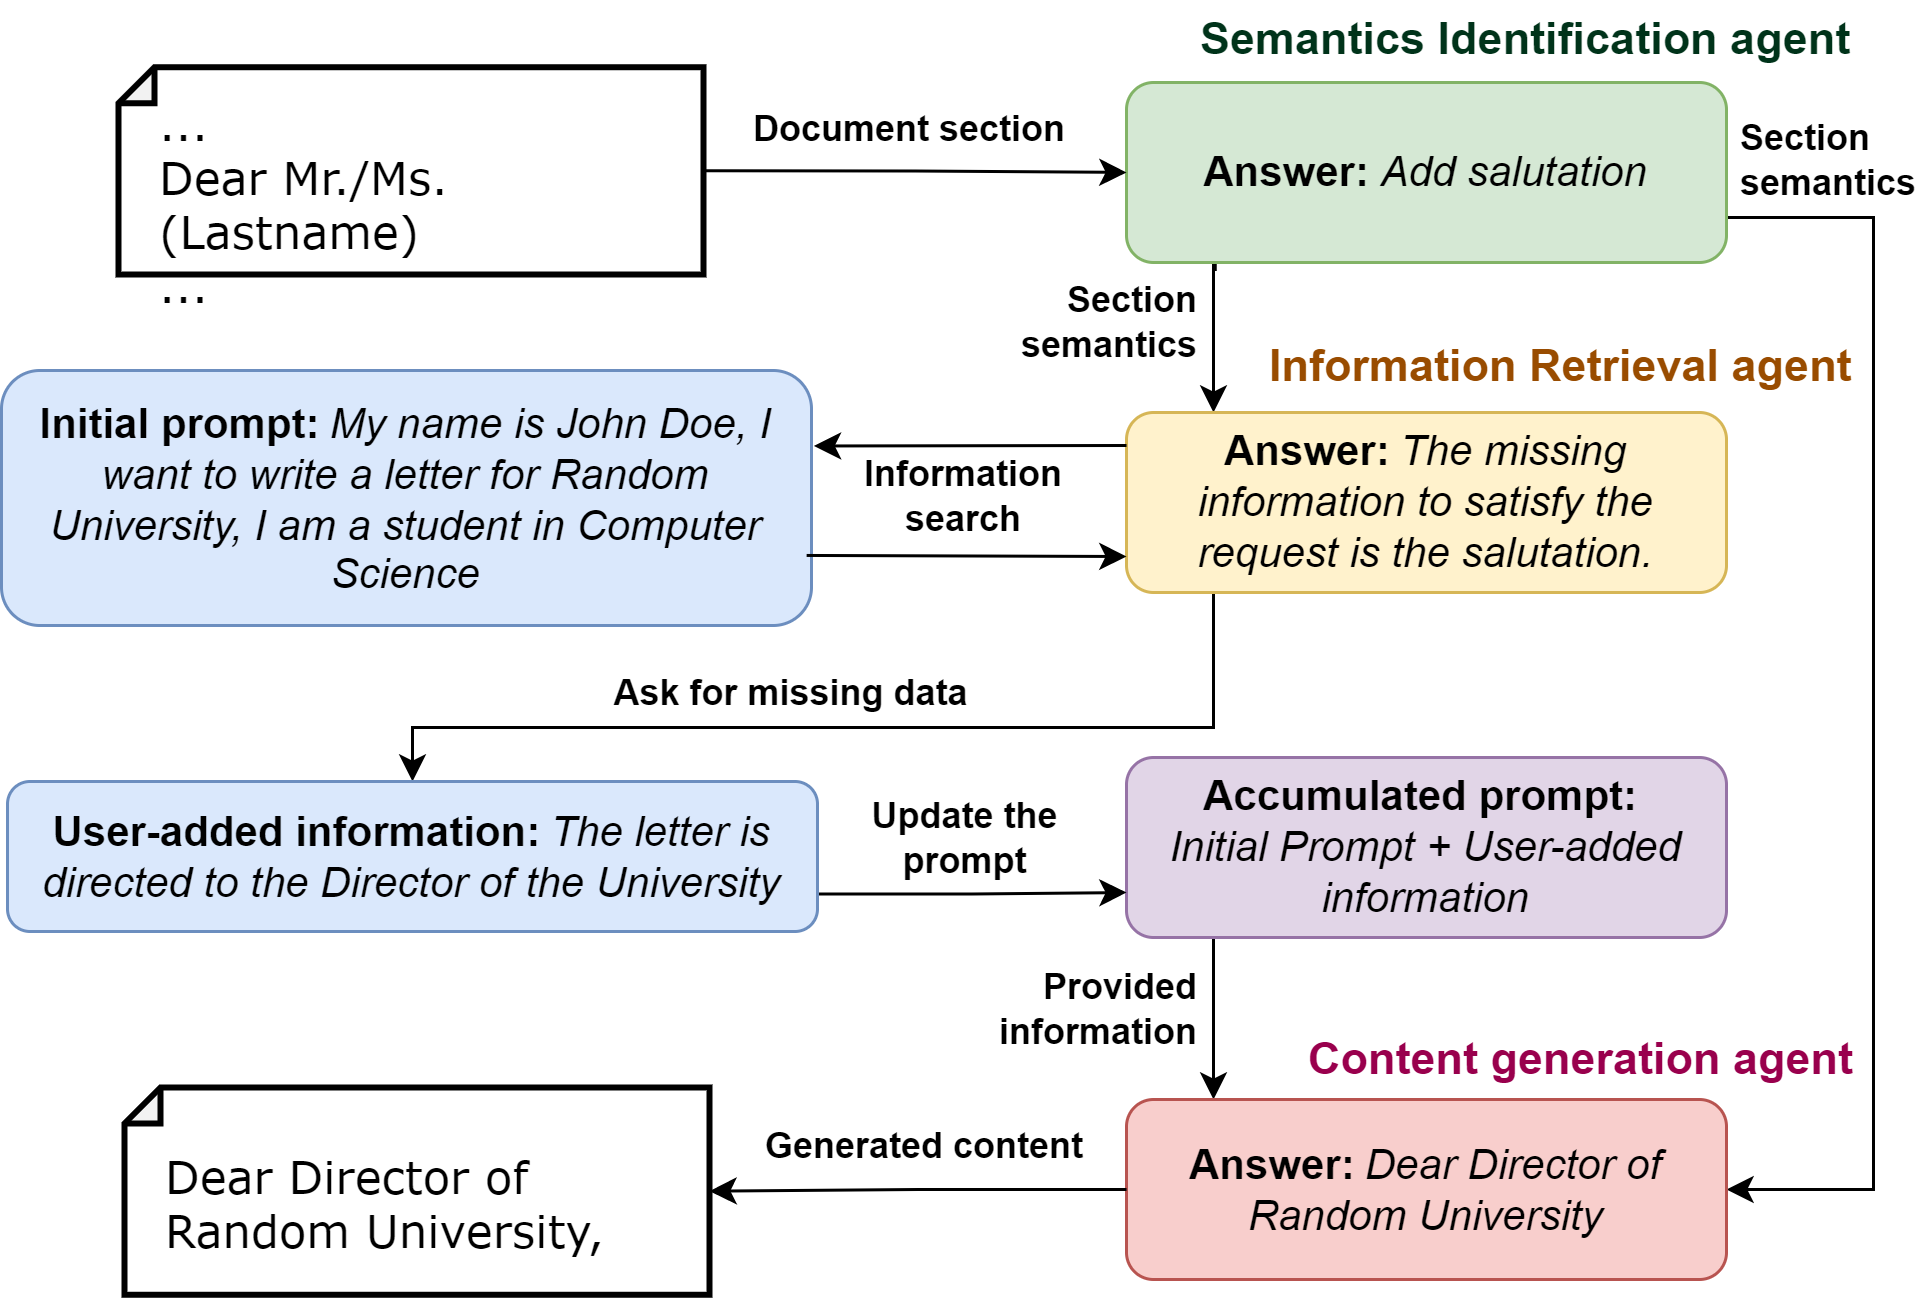 Semantics Identification agent
...
Dear Mr./Ms.
(Lastname)
...
Document section
Answer: Add salutation
Section
semantics
Section
semantics
Information Retrieval agent
Initial prompt: My name is John Doe, I
want to write a letter for Random
University, I am a student in Computer
Science
Information
search
Answer: The missing
information to satisfy the
request is the salutation.
Ask for missing data
User-added information: The letter is
directed to the Director of the University
Update the
prompt
Accumulated prompt:
Initial Prompt + User-added
information
Provided
information
Content generation agent
Answer: Dear Director of
Random University
Generated content
Dear Director of
Random University,